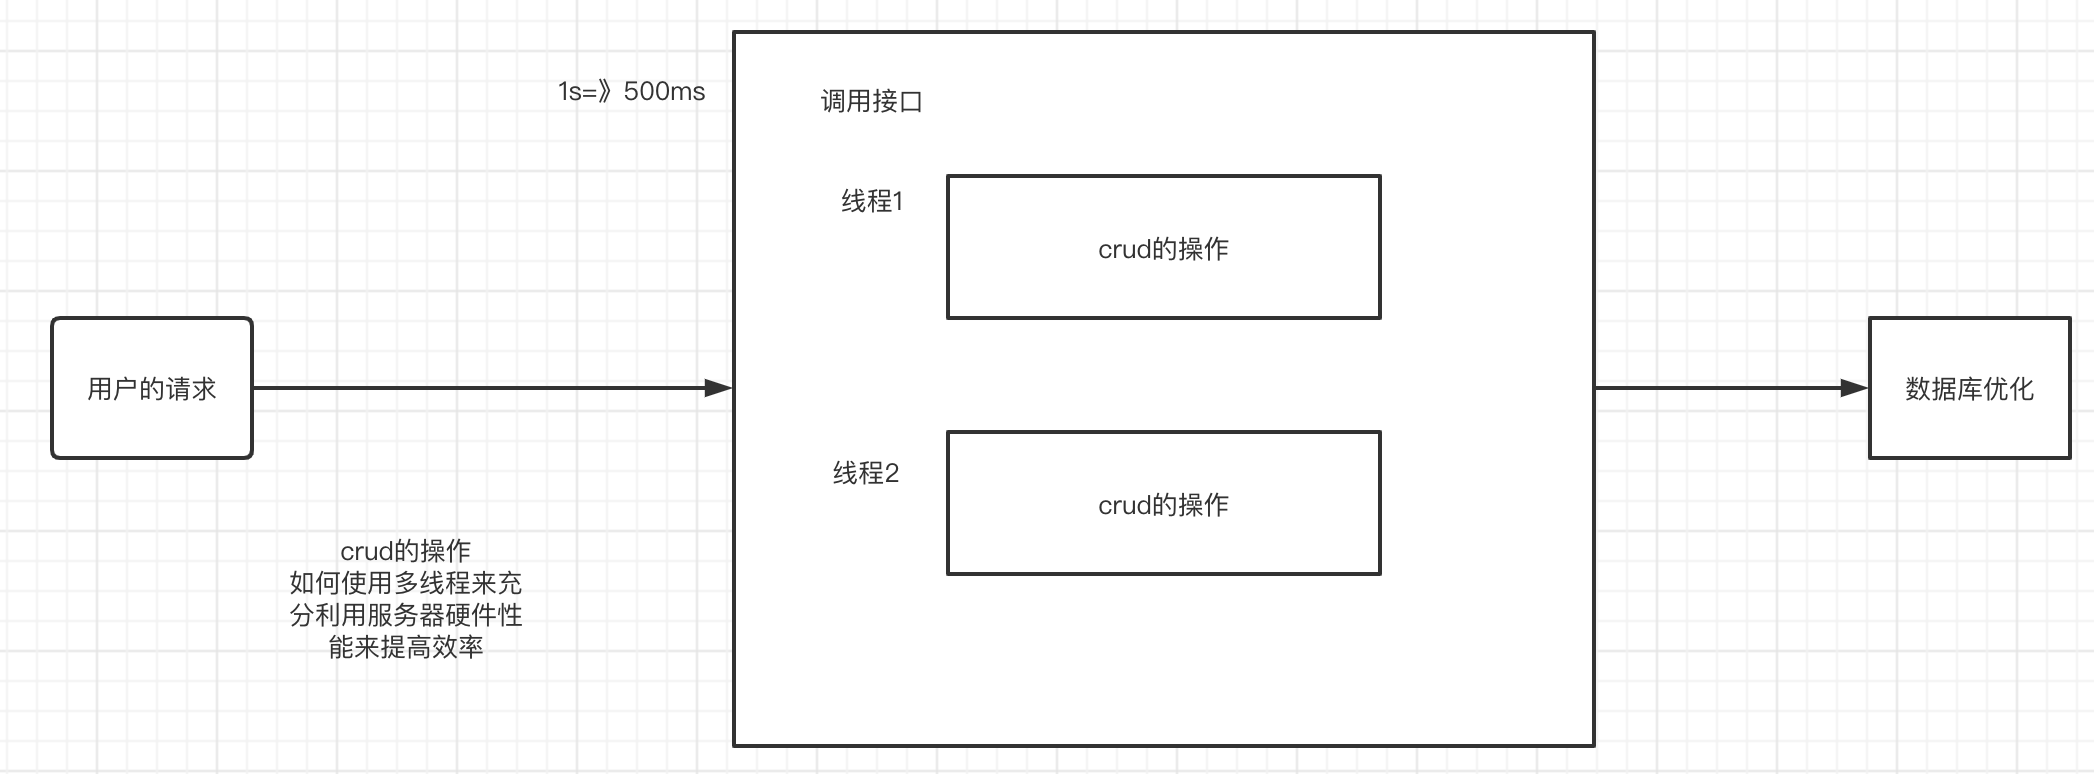 1s=》500ms
调用接口
线程1
crud的操作
用户的请求
数据库优化
线程2
crud的操作
crud的操作
如何使用多线程来充
分利用服务器硬件性
能来提高效率